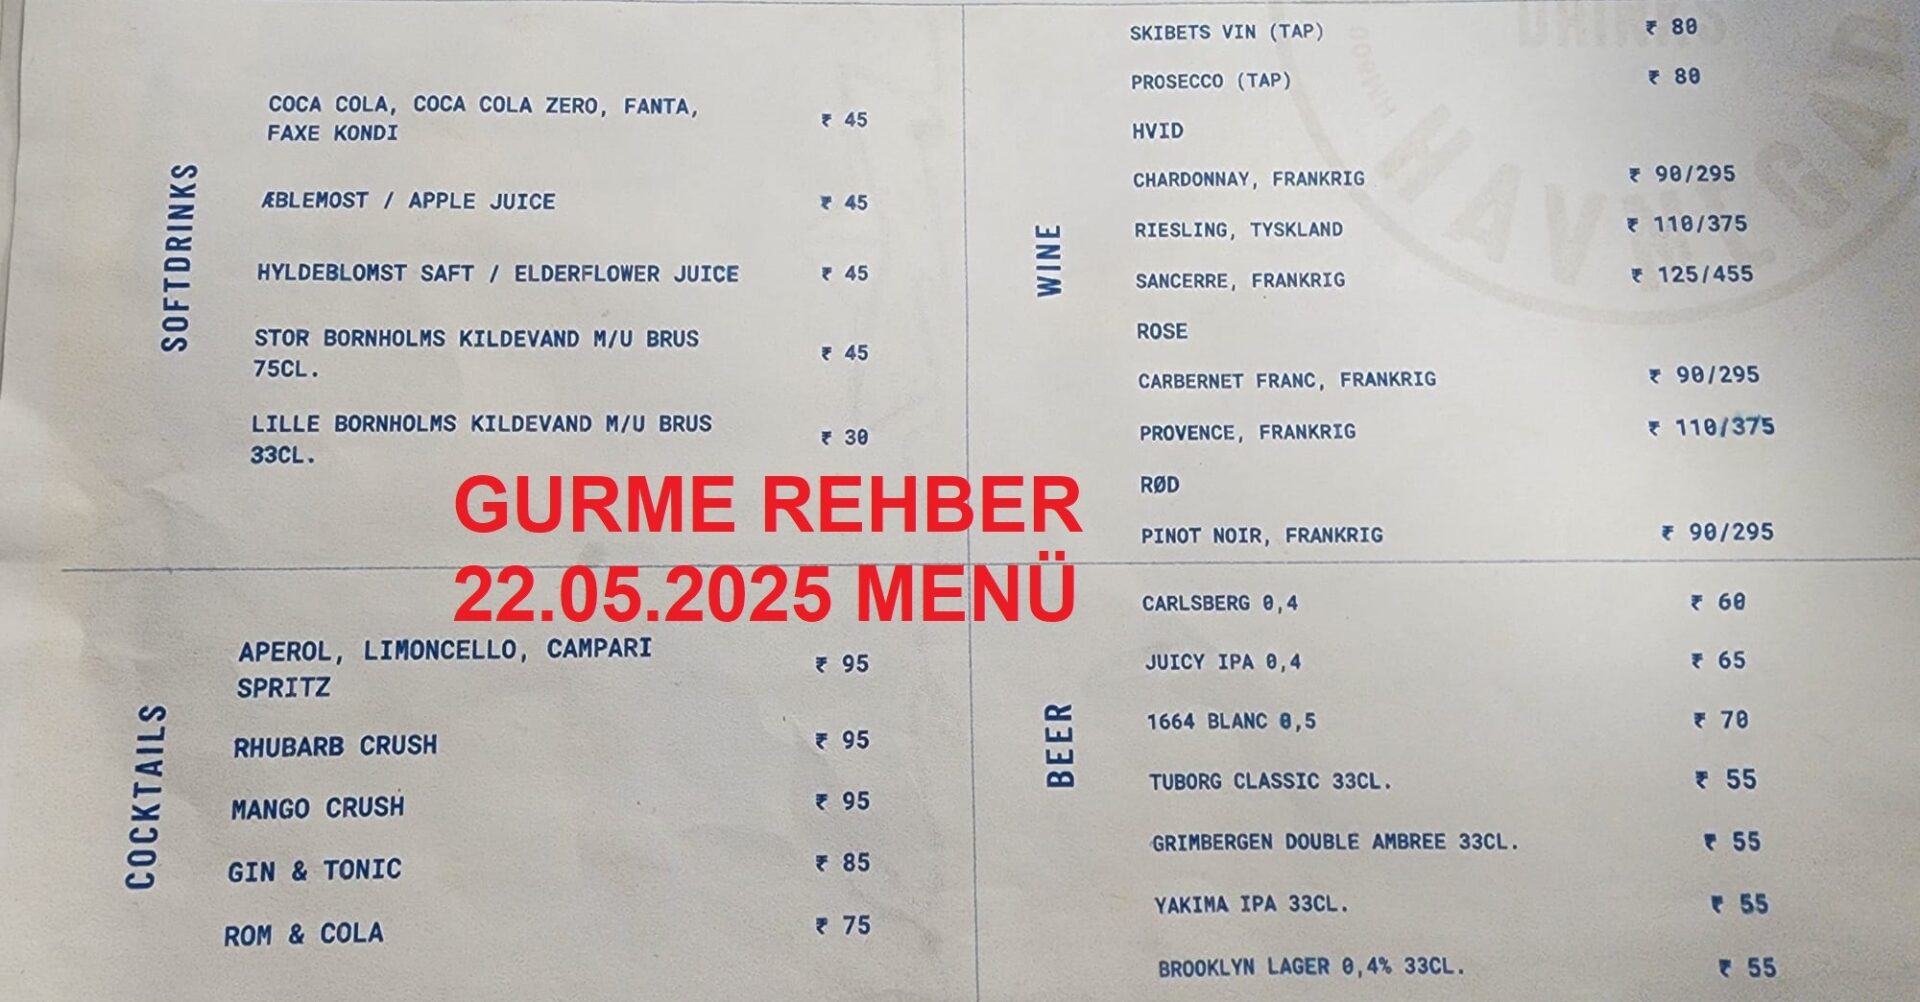 SOFTDRINKS
COCA COLA, COCA COLA ZERO, FANTA,
FAXE KONDI ₹ 45
ÆBLEMOST / APPLE JUICE ₹ 45
HYLDEBLOMST SAFT / ELDERFLOWER JUICE ₹ 45
STOR BORNHOLMS KILDEVAND M/U BRUS
75CL. ₹ 45
LILLE BORNHOLMS KILDEVAND M/U BRUS
33CL. ₹ 30
WINE
SKIBETS VIN (TAP) ₹ 80
PROSECCO (TAP) ₹ 80
HVID
CHARDONNAY, FRANKRIG ₹ 90/295
RIESLING, TYSKLAND ₹ 110/375
SANCERRE, FRANKRIG ₹ 125/455
ROSE
CARBERNET FRANC, FRANKRIG ₹ 90/295
PROVENCE, FRANKRIG ₹ 110/375
RØD
PINOT NOIR, FRANKRIG ₹ 90/295
GURME REHBER
22.05.2025 MENÜ
COCKTAILS
APEROL, LIMONCELLO, CAMPARI
SPRITZ ₹ 95
RHUBARB CRUSH ₹ 95
MANGO CRUSH ₹ 95
GIN & TONIC ₹ 85
ROM & COLA ₹ 75
BEER
CARLSBERG 0,4 ₹ 60
JUICY IPA 0,4 ₹ 65
1664 BLANC 0,5 ₹ 70
TUBORG CLASSIC 33CL. ₹ 55
GRIMBERGEN DOUBLE AMBREE 33CL. ₹ 55
YAKIMA IPA 33CL. ₹ 55
BROOKLYN LAGER 0,4% 33CL. ₹ 55